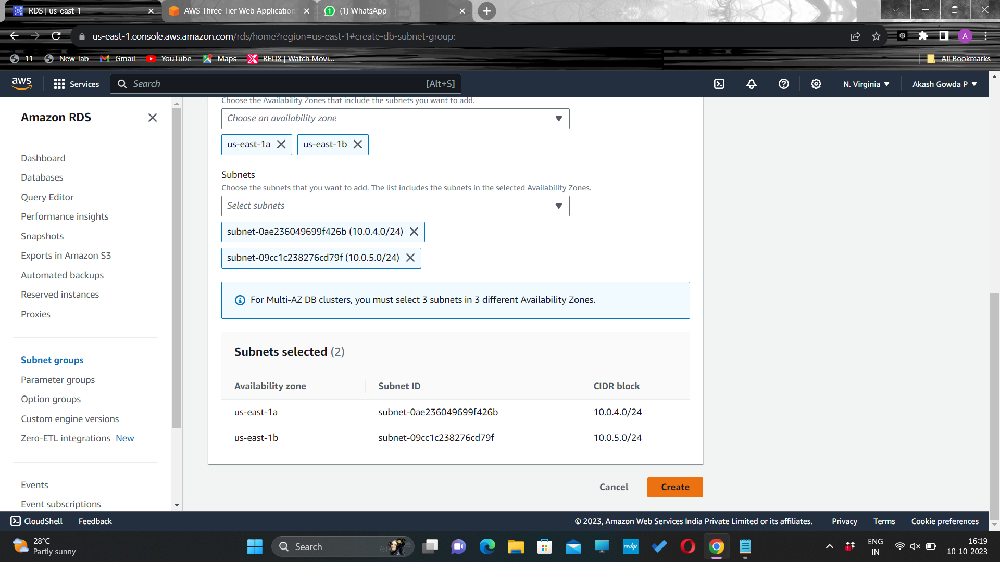 RDS | us-east-1
AWS Three Tier Web Application
(1) WhatsApp
us-east-1.console.aws.amazon.com/rds/home?region=us-east-1#create-db-subnet-group:
A
11
New Tab
Gmail
YouTube
Maps
BFLIX | Watch Movi...
All Bookmarks
aws
Services
Search
[Alt+S]
N. Virginia
Akash Gowda P
Amazon RDS
Dashboard
Databases
Query Editor
Performance insights
Snapshots
Exports in Amazon S3
Automated backups
Reserved instances
Proxies
Subnet groups
Parameter groups
Option groups
Custom engine versions
Zero-ETL integrations New
Events
Event subscriptions
Choose the Availability Zones that include the subnets you want to add.
Choose an availability zone
us-east-1a
us-east-1b
Subnets
Choose the subnets that you want to add. The list includes the subnets in the selected Availability Zones.
Select subnets
subnet-0ae236049699f426b (10.0.4.0/24)
subnet-09cc1c238276cd79f (10.0.5.0/24)
For Multi-AZ DB clusters, you must select 3 subnets in 3 different Availability Zones.
Subnets selected (2)
Availability zone
Subnet ID
CIDR block
us-east-1a
subnet-0ae236049699f426b
10.0.4.0/24
us-east-1b
subnet-09cc1c238276cd79f
10.0.5.0/24
Cancel
Create
CloudShell
Feedback
© 2023, Amazon Web Services India Private Limited or its affiliates.
Privacy
Terms
Cookie preferences
28°C
Partly sunny
Search
myhp
1
ENG
IN
16:19
10-10-2023